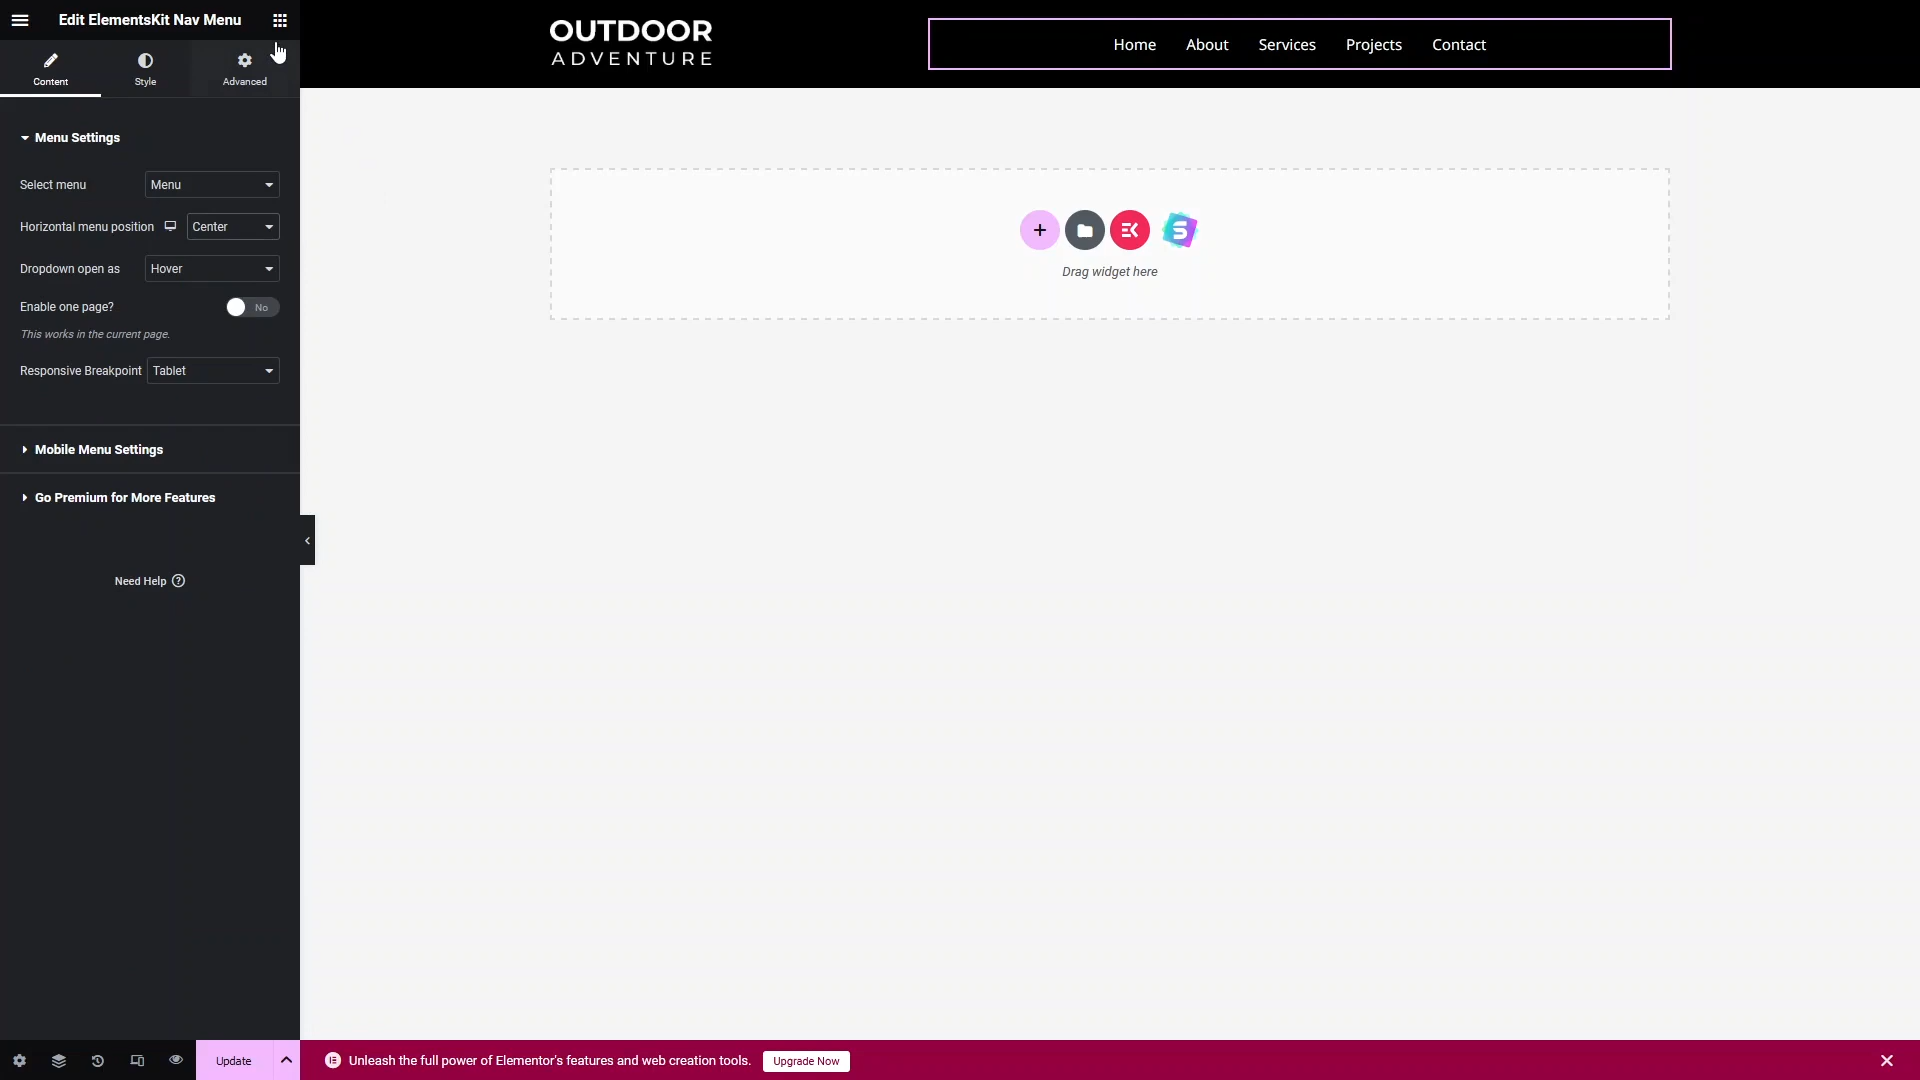 Edit ElementsKit Nav Menu
Content
Style
Advanced
Menu Settings
Select menu
Menu
Horizontal menu position
Center
Dropdown open as
Hover
Enable one page?
No
This works in the current page.
Responsive Breakpoint
Tablet
Mobile Menu Settings
Go Premium for More Features
Need Help
Update
OUTDOOR
ADVENTURE
Home
About
Services
Projects
Contact
Drag widget here
Unleash the full power of Elementor's features and web creation tools.
Upgrade Now